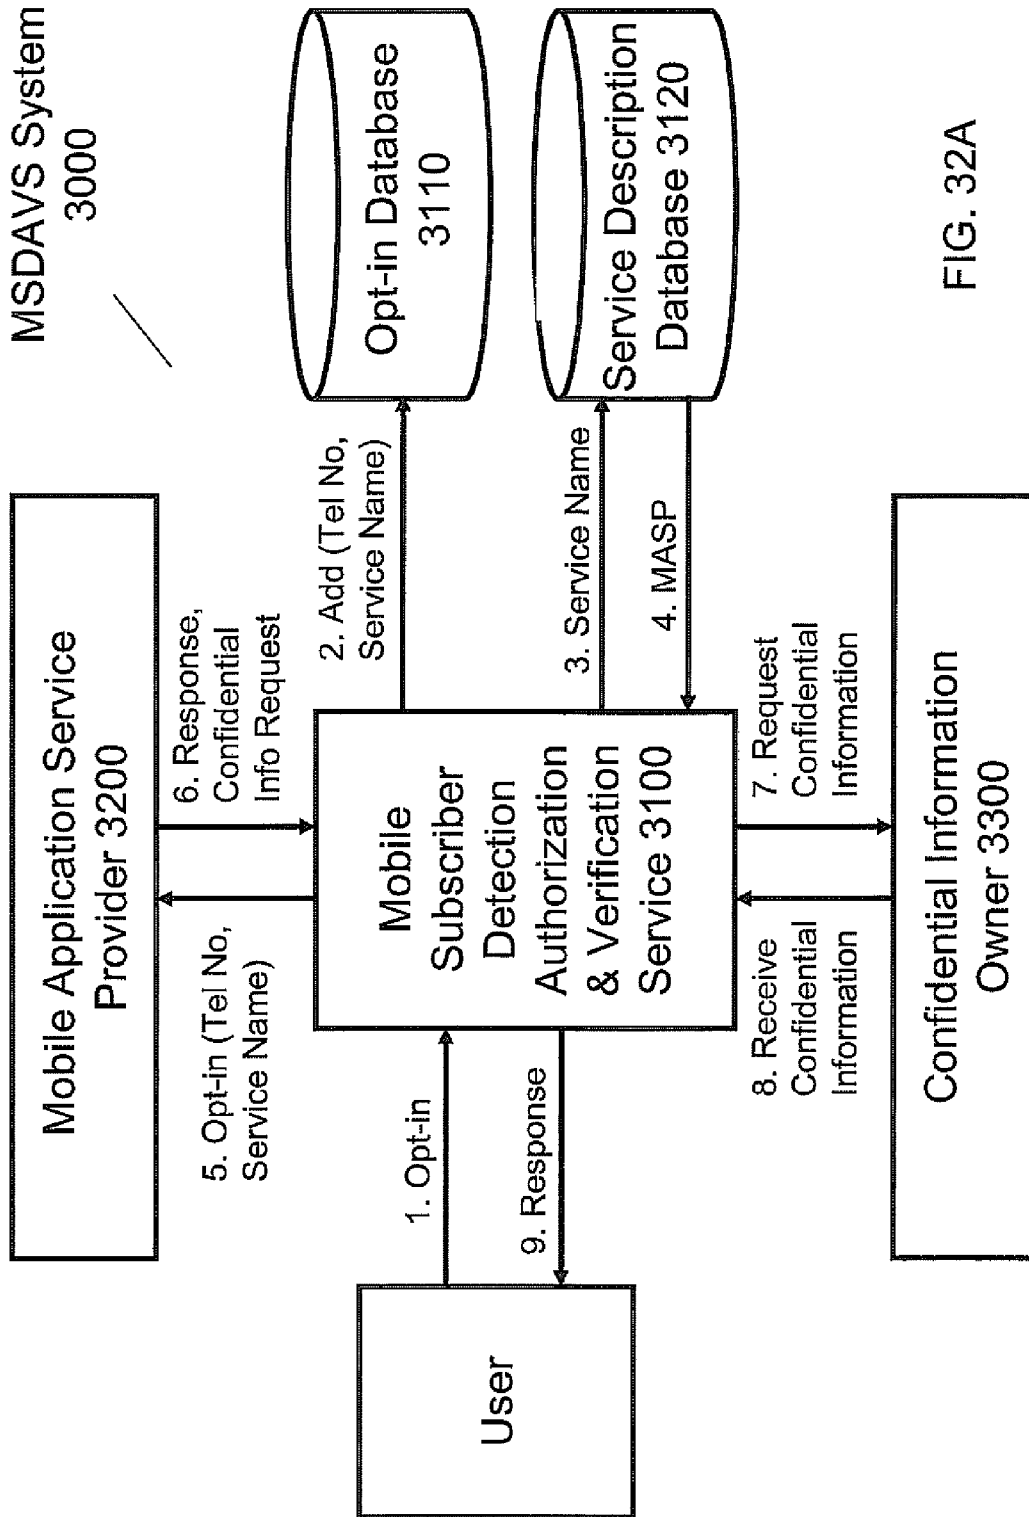 MSDAVS System
3000
Mobile Application Service
Provider 3200
5. Opt-in (Tel No,
Service Name)
6. Response,
Confidential
Info Request
User
1. Opt-in
9. Response
Mobile
Subscriber
Detection
Authorization
& Verification
Service 3100
2. Add (Tel No,
Service Name)
Opt-in Database
3110
3. Service Name
4. MASP
Service Description
Database 3120
8. Receive
Confidential
Information
7. Request
Confidential
Information
Confidential Information
Owner 3300
FIG. 32A